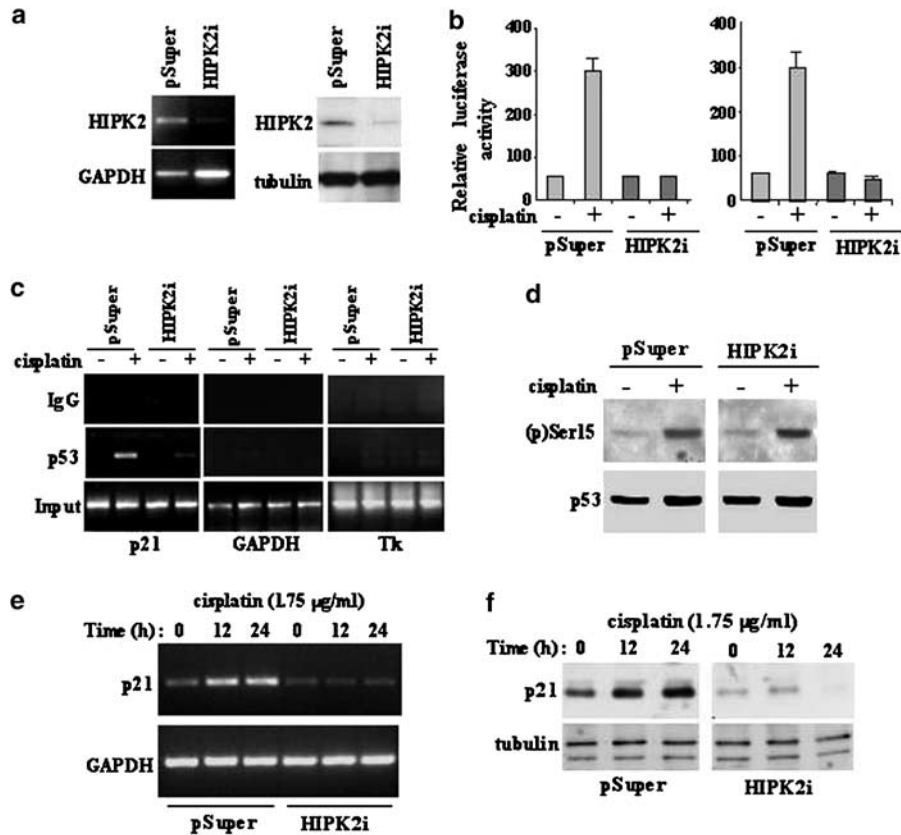 a
pSuper HIPK2i pSuper HIPK2i
HIPK2 HIPK2
GAPDH tubulin
b
Relative luciferase activity
400 400
300 300
200 200
100 100
0 0
cisplatin - + - + - + - +
pSuper HIPK2i pSuper HIPK2i
c
pSuper HIPK2i pSuper HIPK2i pSuper HIPK2i
cisplatin - + - + - + - + - + - +
IgG
p53
Input
p21 GAPDH Tk
d
pSuper HIPK2i
cisplatin - + - +
(p)Ser15
p53
e
cisplatin (1.75 µg/ml)
Time (h) : 0 12 24 0 12 24
p21
GAPDH
pSuper HIPK2i
f
cisplatin (1.75 µg/ml)
Time (h) : 0 12 24 0 12 24
p21
tubulin
pSuper HIPK2i